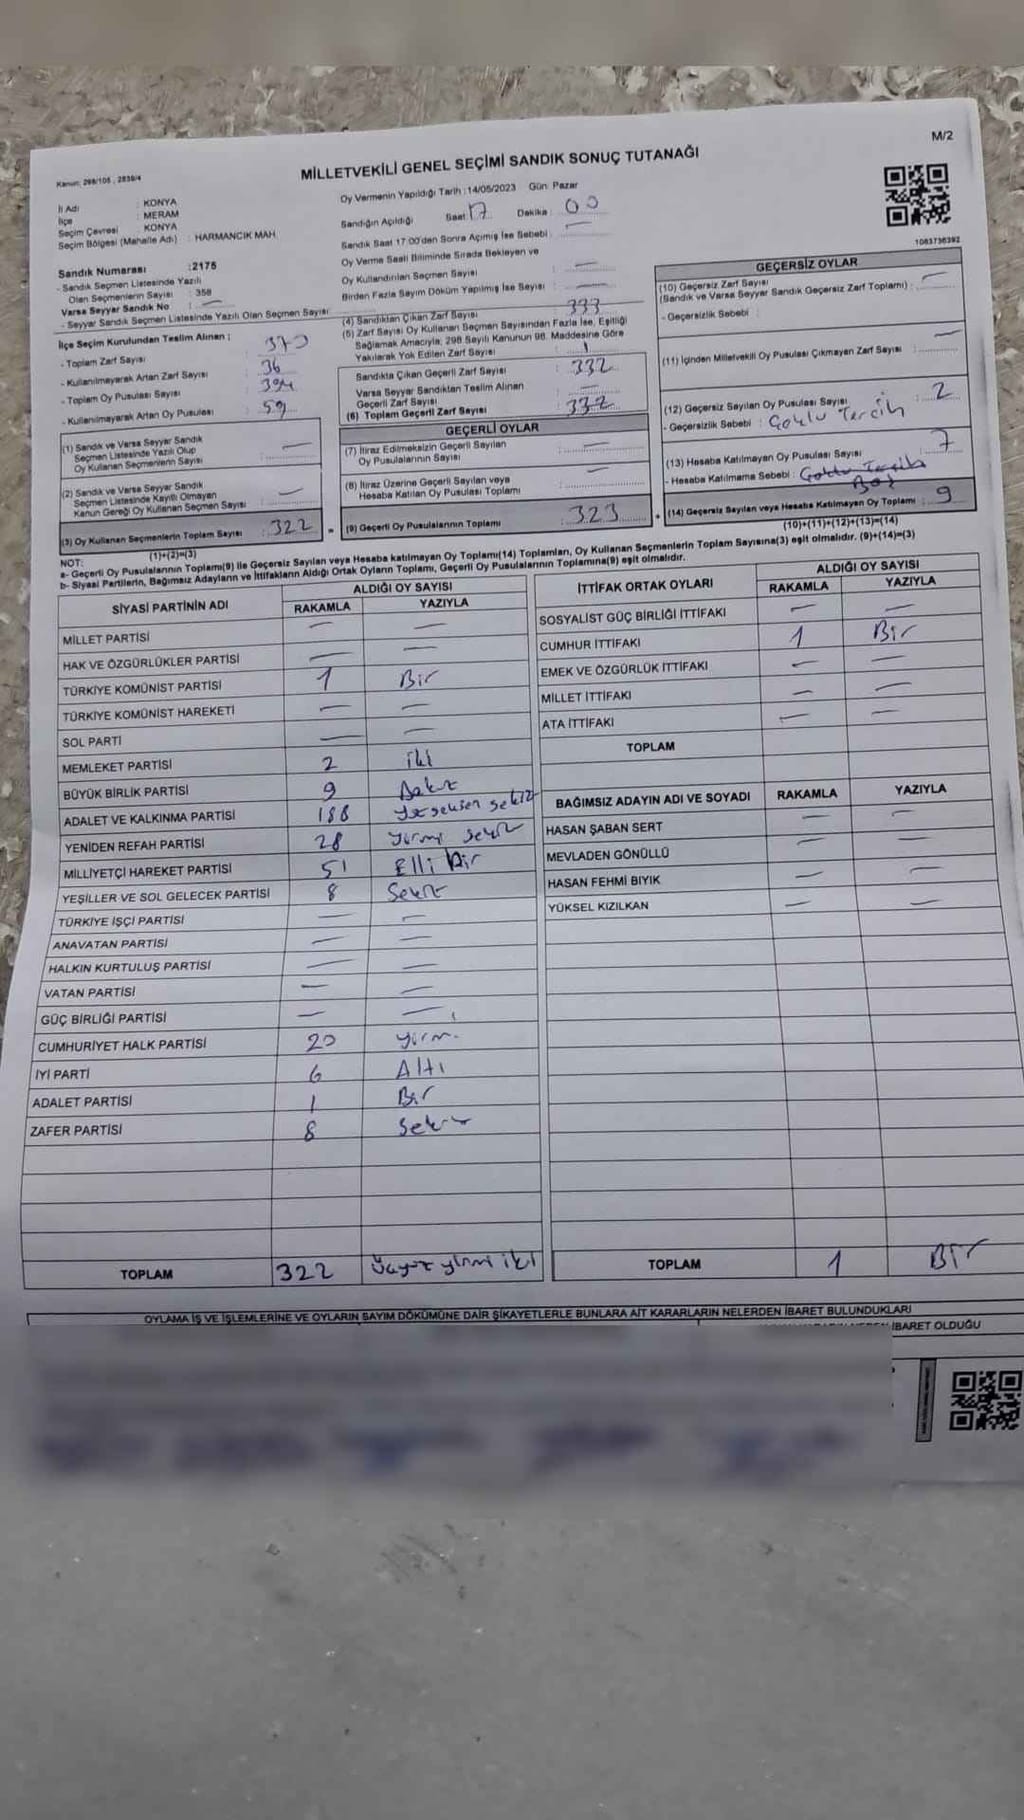 M/2
Kanun: 298/105 , 2839/4
MİLLETVEKİLİ GENEL SEÇİMİ SANDIK SONUÇ TUTANAĞI
İl Adı : KONYA
İlçe : MERAM
Seçim Çevresi : KONYA
Seçim Bölgesi (Mahalle Adı) : HARMANCIK MAH.
Sandık Numarası : 2175
- Sandık Seçmen Listesinde Yazılı
Olan Seçmenlerin Sayısı : 358
Varsa Seyyar Sandık No : —
- Seyyar Sandık Seçmen Listesinde Yazılı Olan Seçmen Sayısı
İlçe Seçim Kurulundan Teslim Alınan ;
- Toplam Zarf Sayısı : 370
- Kullanılmayarak Artan Zarf Sayısı : 36
- Toplam Oy Pusulası Sayısı : 394
- Kullanılmayarak Artan Oy Pusulası : 59
(1) Sandık ve Varsa Seyyar Sandık
Seçmen Listesinde Yazılı Olup
Oy Kullanan Seçmenlerin Sayısı : —
(2) Sandık ve Varsa Seyyar Sandık
Seçmen Listesinde Kayıtlı Olmayan
Kanun Gereği Oy Kullanan Seçmen Sayısı : —
(3) Oy Kullanan Seçmenlerin Toplam Sayısı : 322
(1)+(2)=(3)
Oy Vermenin Yapıldığı Tarih : 14/05/2023 Gün: Pazar
Sandığın Açıldığı Saat 17 Dakika : 00
Sandık Saat 17:00'den Sonra Açılmış İse Sebebi : —
Oy Verme Saati Bitiminde Sırada Bekleyen ve
Oy Kullandırılan Seçmen Sayısı : —
Birden Fazla Sayım Döküm Yapılmış İse Sayısı : —
(4) Sandıktan Çıkan Zarf Sayısı : 333
(5) Zarf Sayısı Oy Kullanan Seçmen Sayısından Fazla İse, Eşitliği
Sağlamak Amacıyla, 298 Sayılı Kanunun 98. Maddesine Göre
Yakılarak Yok Edilen Zarf Sayısı : 1
Sandıkta Çıkan Geçerli Zarf Sayısı : 332
Varsa Seyyar Sandıktan Teslim Alınan
Geçerli Zarf Sayısı : —
(6) Toplam Geçerli Zarf Sayısı : 332
GEÇERLİ OYLAR
(7) İtiraz Edilmeksizin Geçerli Sayılan
Oy Pusulalarının Sayısı : —
(8) İtiraz Üzerine Geçerli Sayılan veya
Hesaba Katılan Oy Pusulası Toplamı : —
(9) Geçerli Oy Pusulalarının Toplamı : 323
1083736392
GEÇERSİZ OYLAR
(10) Geçersiz Zarf Sayısı
(Sandık ve Varsa Seyyar Sandık Geçersiz Zarf Toplamı) : —
- Geçersizlik Sebebi :
(11) İçinden Milletvekili Oy Pusulası Çıkmayan Zarf Sayısı : —
(12) Geçersiz Sayılan Oy Pusulası Sayısı : 2
- Geçersizlik Sebebi : Çoklu Tercih
(13) Hesaba Katılmayan Oy Pusulası Sayısı : 7
- Hesaba Katılmama Sebebi : Çoklu Tercih
Boş
(14) Geçersiz Sayılan veya Hesaba Katılmayan Oy Toplamı : 9
(10)+(11)+(12)+(13)=(14)
NOT:
a- Geçerli Oy Pusulalarının Toplamı(9) ile Geçersiz Sayılan veya Hesaba katılmayan Oy Toplamı(14) Toplamları, Oy Kullanan Seçmenlerin Toplam Sayısına(3) eşit olmalıdır. (9)+(14)=(3)
b- Siyasi Partilerin, Bağımsız Adayların ve İttifakların Aldığı Ortak Oyların Toplamı, Geçerli Oy Pusulalarının Toplamına(9) eşit olmalıdır.
SİYASİ PARTİNİN ADI ALDIĞI OY SAYISI
RAKAMLA YAZIYLA
MİLLET PARTİSİ — —
HAK VE ÖZGÜRLÜKLER PARTİSİ — —
TÜRKİYE KOMÜNİST PARTİSİ 1 Bir
TÜRKİYE KOMÜNİST HAREKETİ — —
SOL PARTİ — —
MEMLEKET PARTİSİ 2 iki
BÜYÜK BİRLİK PARTİSİ 9 Dokuz
ADALET VE KALKINMA PARTİSİ 188 Yüzseksen sekiz
YENİDEN REFAH PARTİSİ 28 Yirmi sekiz
MİLLİYETÇİ HAREKET PARTİSİ 51 Elli bir
YEŞİLLER VE SOL GELECEK PARTİSİ 8 Sekiz
TÜRKİYE İŞÇİ PARTİSİ — —
ANAVATAN PARTİSİ — —
HALKIN KURTULUŞ PARTİSİ — —
VATAN PARTİSİ — —
GÜÇ BİRLİĞİ PARTİSİ — —
CUMHURİYET HALK PARTİSİ 20 Yirmi
İYİ PARTİ 6 Altı
ADALET PARTİSİ 1 Bir
ZAFER PARTİSİ 8 Sekiz
TOPLAM 322 Üçyüz yirmi iki
İTTİFAK ORTAK OYLARI ALDIĞI OY SAYISI
RAKAMLA YAZIYLA
SOSYALİST GÜÇ BİRLİĞİ İTTİFAKI — —
CUMHUR İTTİFAKI 1 Bir
EMEK VE ÖZGÜRLÜK İTTİFAKI — —
MİLLET İTTİFAKI — —
ATA İTTİFAKI — —
TOPLAM
BAĞIMSIZ ADAYIN ADI VE SOYADI RAKAMLA YAZIYLA
HASAN ŞABAN SERT — —
MEVLADEN GÖNÜLLÜ — —
HASAN FEHMİ BIYIK — —
YÜKSEL KIZILKAN — —
TOPLAM 1 BİR
OYLAMA İŞ VE İŞLEMLERİNE VE OYLARIN SAYIM DÖKÜMÜNE DAİR ŞİKAYETLERLE BUNLARA AİT KARARLARIN NELERDEN İBARET BULUNDUKLARI
İBARET OLDUĞU